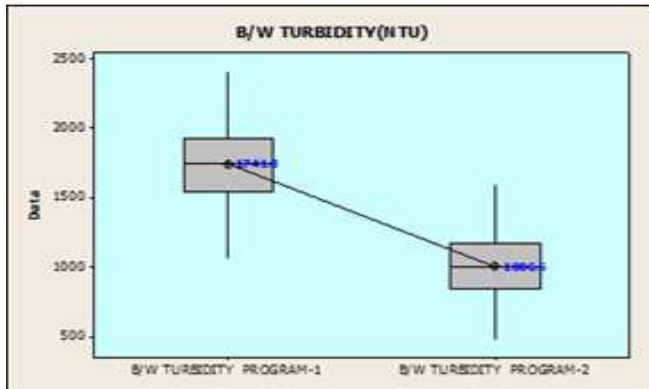 B/W TURBIDITY(NTU)
2500
2000
1500
1000
500
Data
B/W TURBIDITY PROGRAM-1
B/W TURBIDITY PROGRAM-2